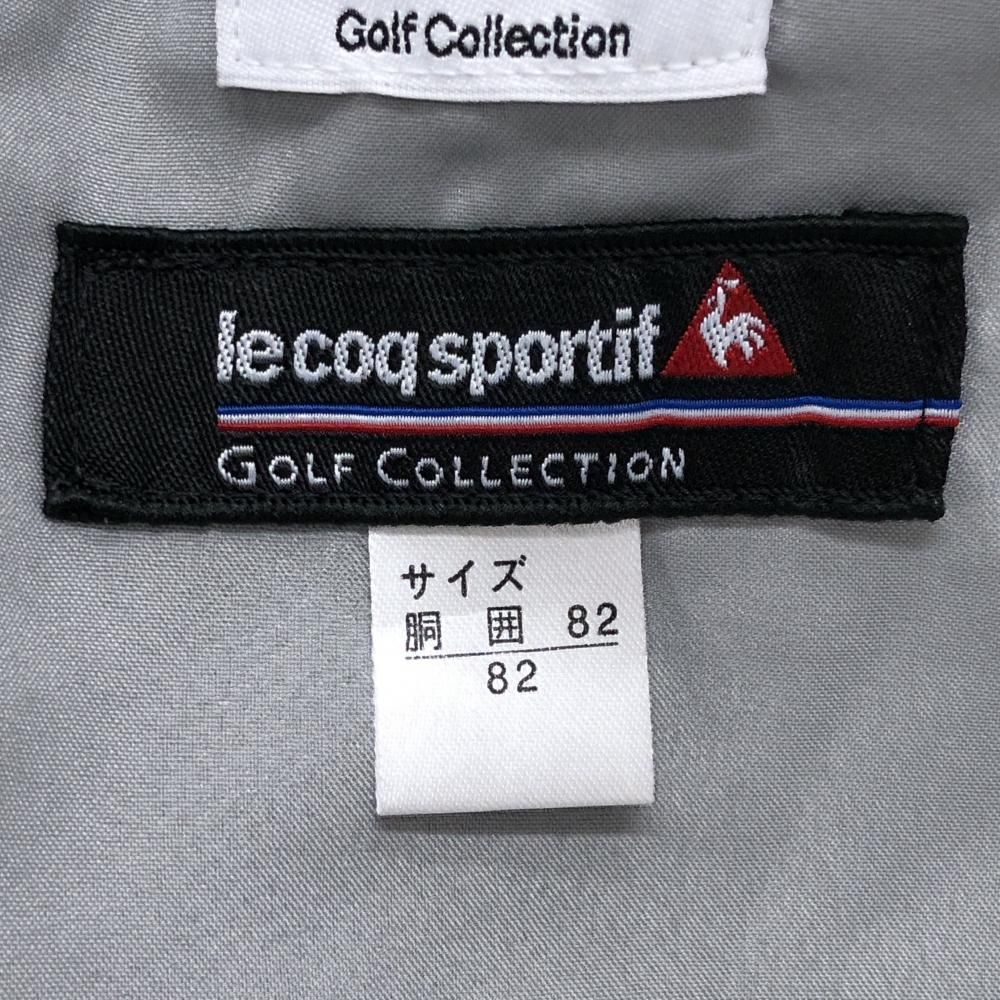 Golf Collection
le coq sportif
GOLF COLLECTION
サイズ
胴 囲 82
82